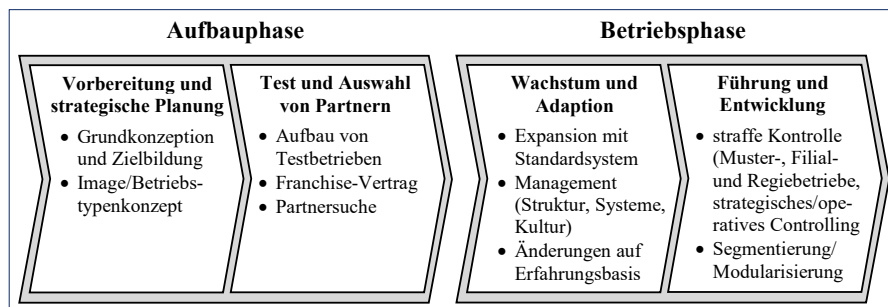 Aufbauphase
Betriebsphase
Vorbereitung und
strategische Planung
• Grundkonzeption
und Zielbildung
• Image/Betriebs-
typenkonzept
Test und Auswahl
von Partnern
• Aufbau von
Testbetrieben
• Franchise-Vertrag
• Partnersuche
Wachstum und
Adaption
• Expansion mit
Standardsystem
• Management
(Struktur, Systeme,
Kultur)
• Änderungen auf
Erfahrungsbasis
Führung und
Entwicklung
• straffe Kontrolle
(Muster-, Filial-
und Regiebetriebe,
strategisches/ope-
ratives Controlling
• Segmentierung/
Modularisierung